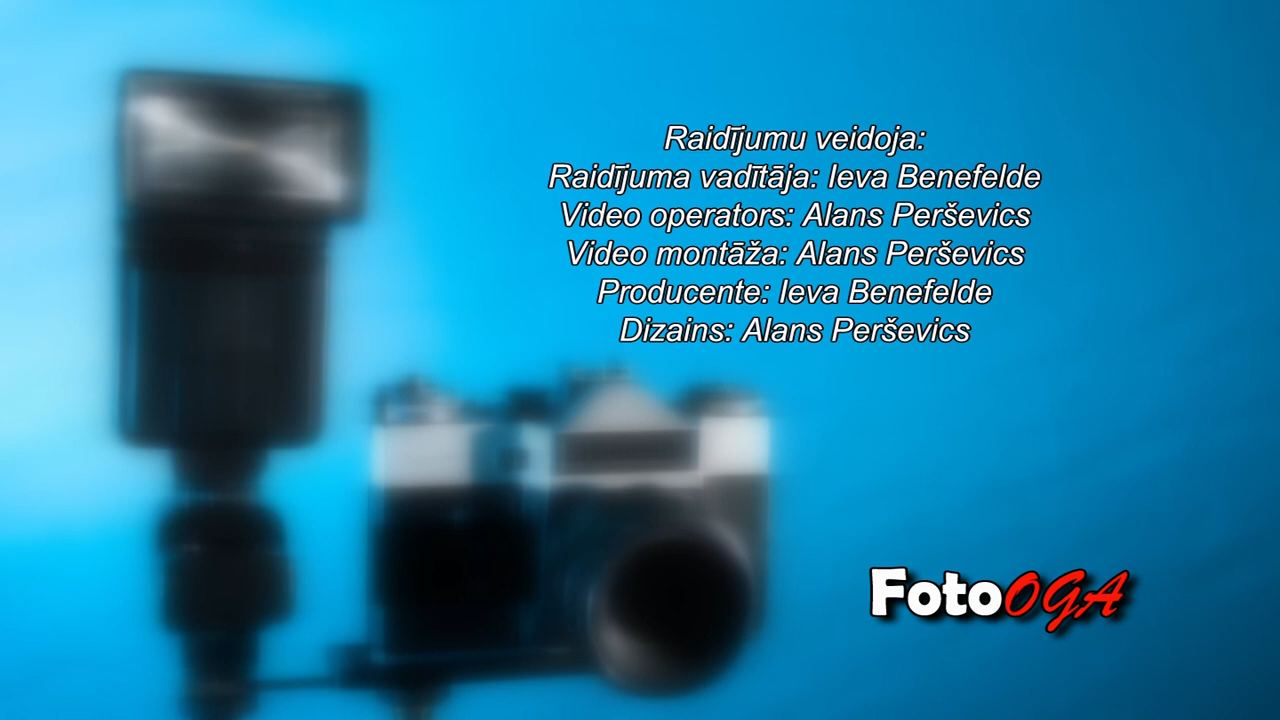 Raidījumu veidoja:
Raidījuma vadītāja: Ieva Benefelde
Video operators: Alans Perševics
Video montāža: Alans Perševics
Producente: Ieva Benefelde
Dizains: Alans Perševics
FotoOGA